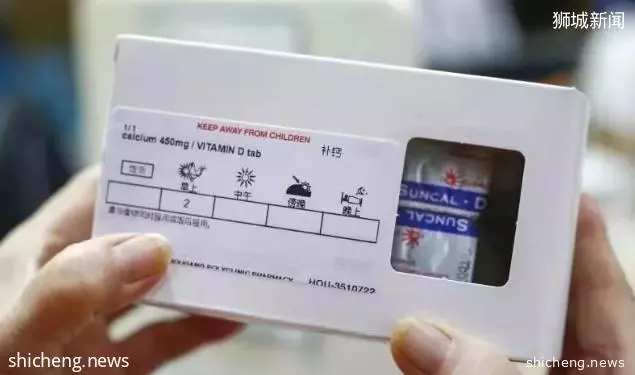 狮城新闻
1/1
KEEP AWAY FROM CHILDREN
calcium 450mg / VITAMIN D tab
补钙
早上 中午 傍晚 晚上
2
POLYCLINIC PHARMACY HOU-3510722
SUNCAL - D
SUNCAL
shicheng.news
shicheng.news